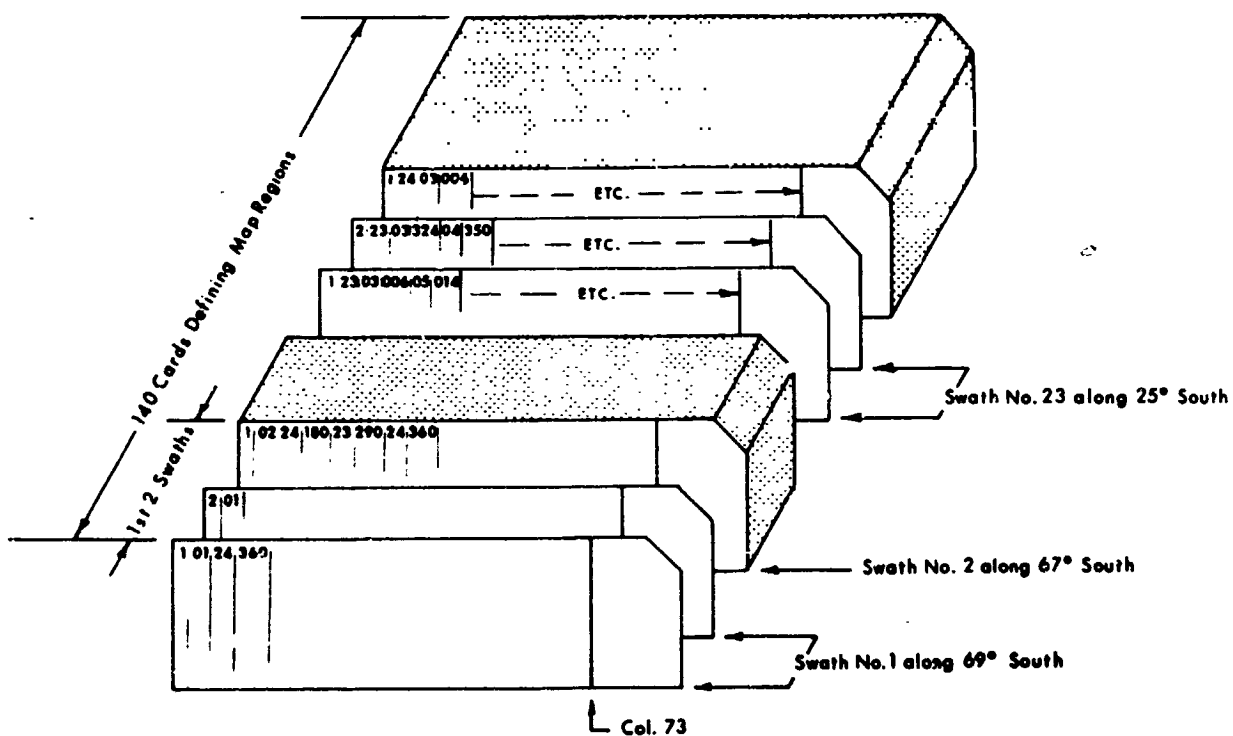 1 24 03 004
ETC.
2 23 03 324 04 350
ETC.
1 23 03 006 05 014
ETC.
140 Cards Defining Map Regions
Swath No. 23 along 25° South
1 02 24 180 23 290 24 360
1st 2 Swaths
2 01
Swath No. 2 along 67° South
1 01 24 360
Swath No. 1 along 69° South
Col. 73